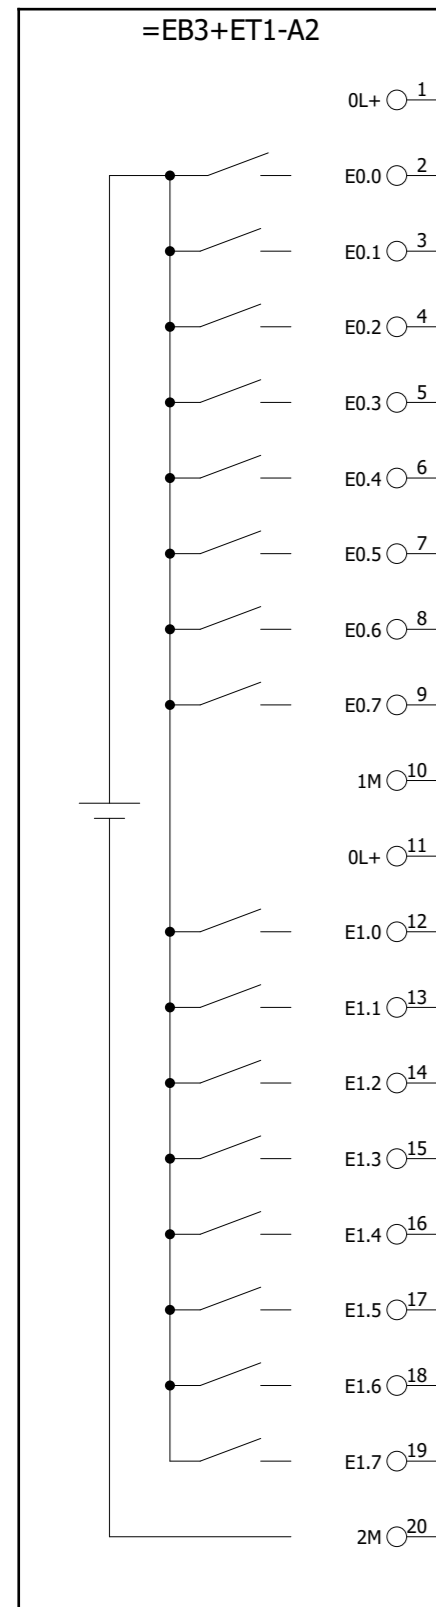 =EB3+ET1-A2
0L+ 1
E0.0 2
E0.1 3
E0.2 4
E0.3 5
E0.4 6
E0.5 7
E0.6 8
E0.7 9
1M 10
0L+ 11
E1.0 12
E1.1 13
E1.2 14
E1.3 15
E1.4 16
E1.5 17
E1.6 18
E1.7 19
2M 20